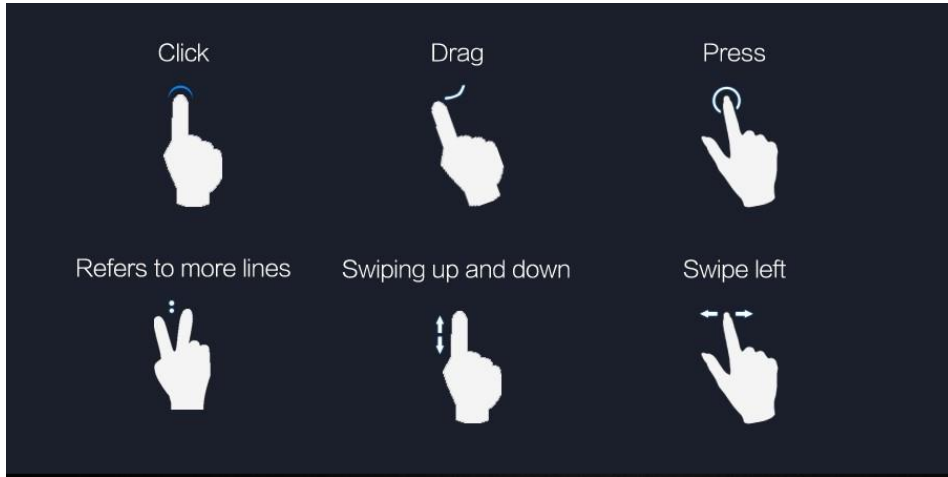 Click
Drag
Press
Refers to more lines
Swiping up and down
Swipe left